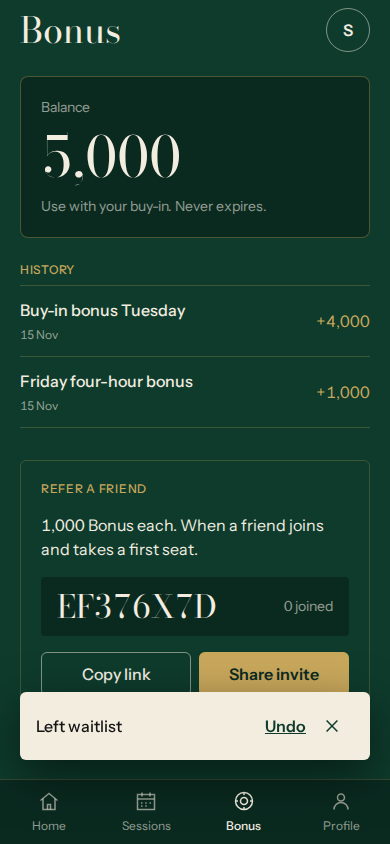 Bonus
S
Balance
5,000
Use with your buy-in. Never expires.
HISTORY
Buy-in bonus Tuesday
+4,000
15 Nov
Friday four-hour bonus
+1,000
15 Nov
REFER A FRIEND
1,000 Bonus each. When a friend joins
and takes a first seat.
EF376X7D
0 joined
Copy link
Share invite
Left waitlist
Undo
Home
Sessions
Bonus
Profile